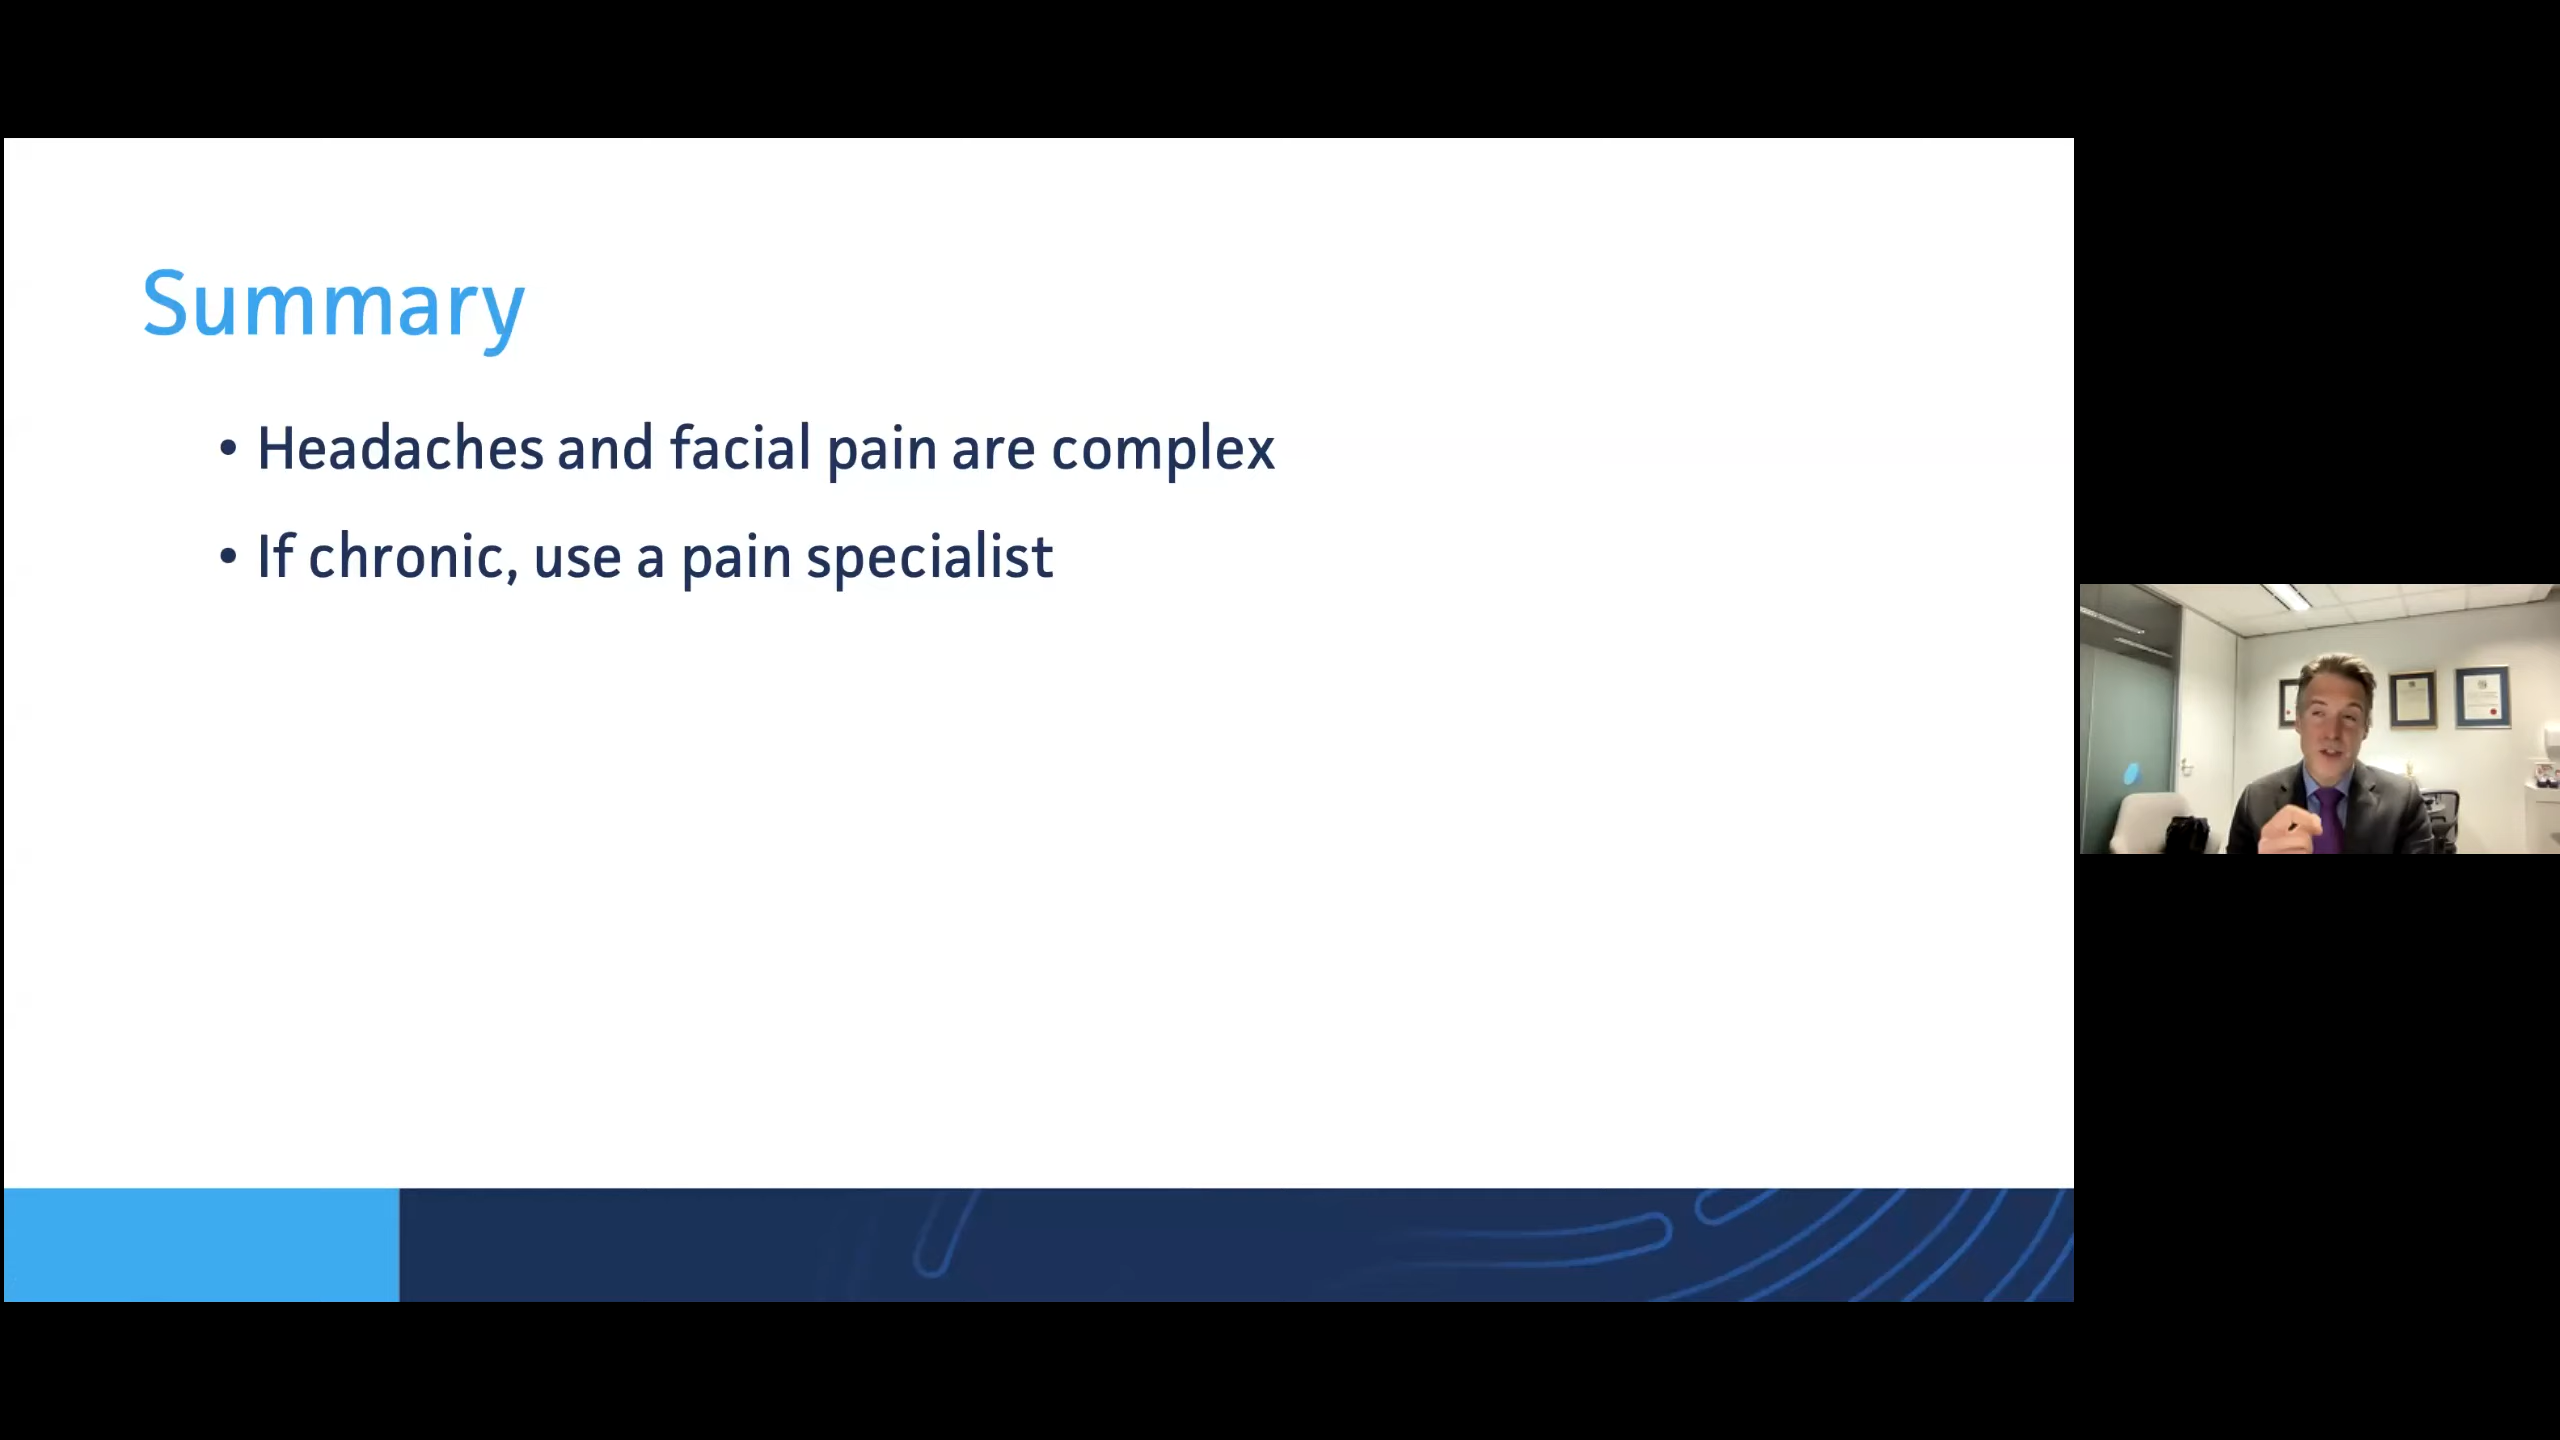 Summary
• Headaches and facial pain are complex
• If chronic, use a pain specialist